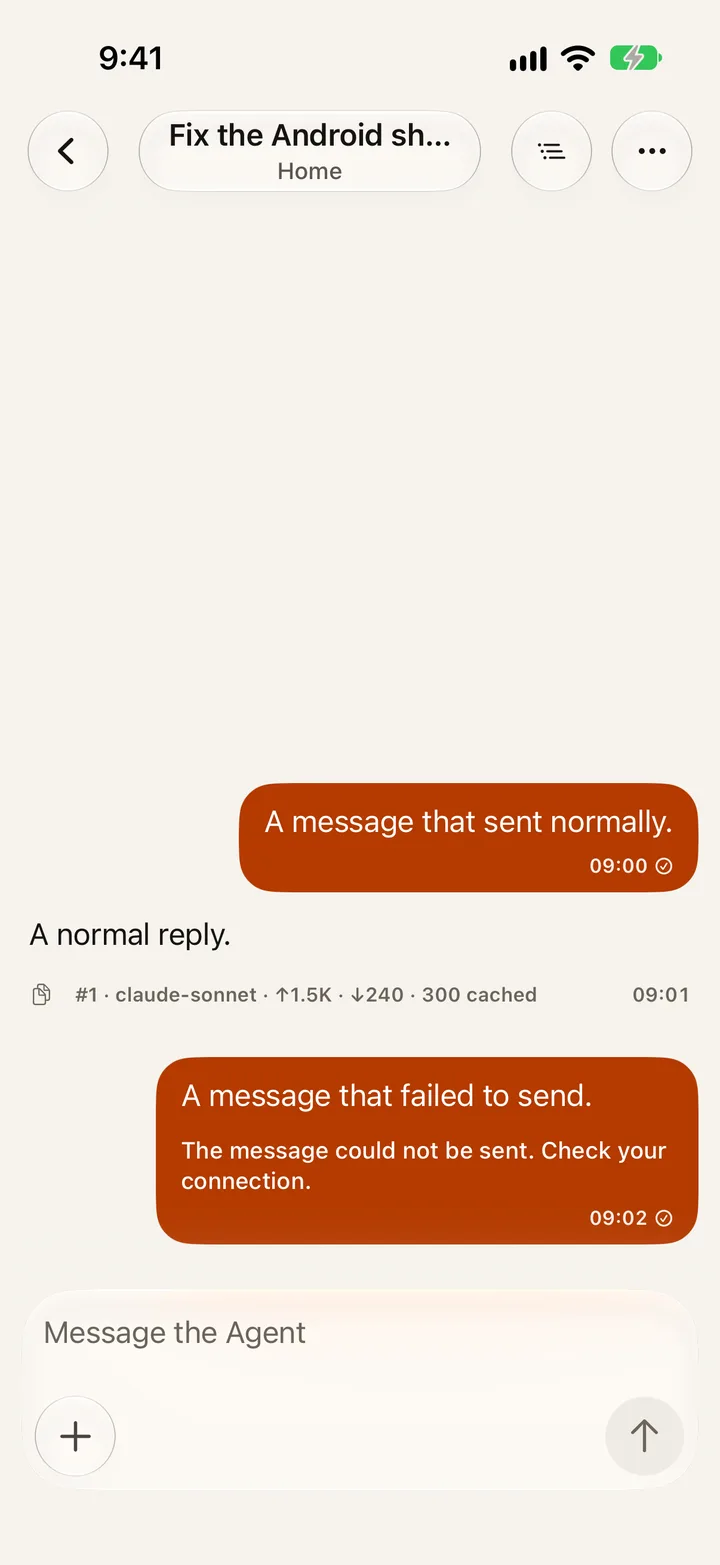 9:41
Fix the Android sh...
Home
A message that sent normally.
09:00
A normal reply.
#1 · claude-sonnet · ↑1.5K · ↓240 · 300 cached
09:01
A message that failed to send.
The message could not be sent. Check your
connection.
09:02
Message the Agent